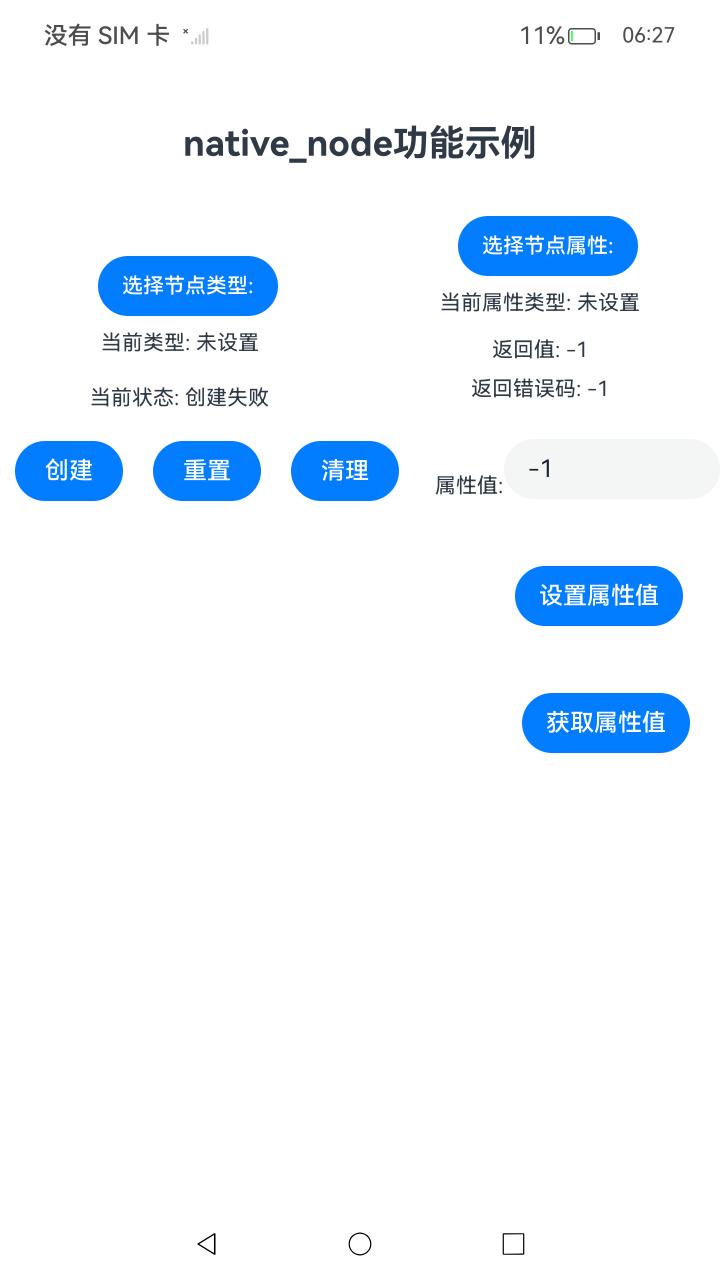 没有 SIM 卡
11%
06:27
native_node功能示例
选择节点类型:
当前类型: 未设置
当前状态: 创建失败
创建
重置
清理
选择节点属性:
当前属性类型: 未设置
返回值: -1
返回错误码: -1
属性值:
-1
设置属性值
获取属性值